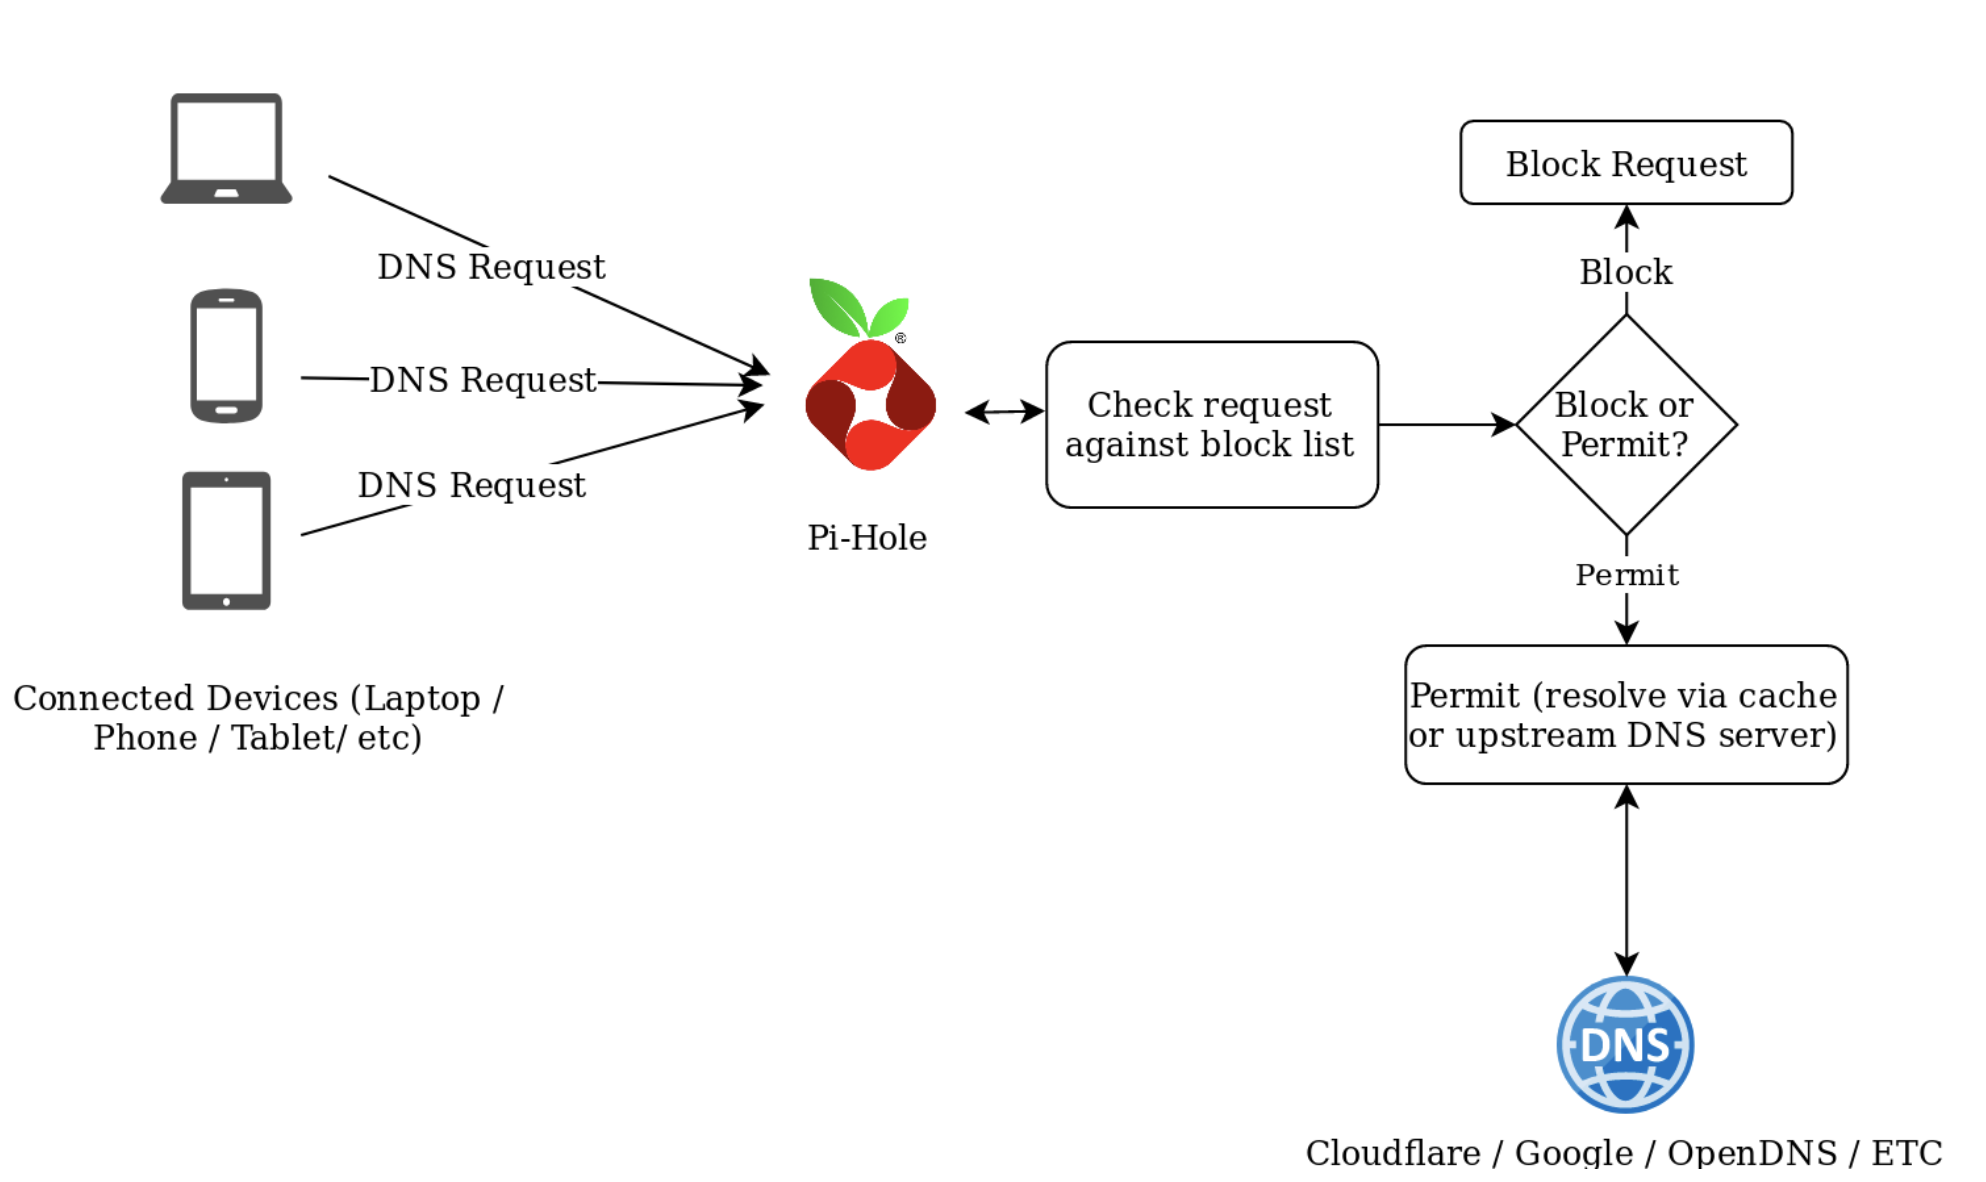 DNS Request
DNS Request
DNS Request
Connected Devices (Laptop /
Phone / Tablet/ etc)
®
Pi-Hole
Check request
against block list
Block or
Permit?
Block
Block Request
Permit
Permit (resolve via cache
or upstream DNS server)
DNS
Cloudflare / Google / OpenDNS / ETC